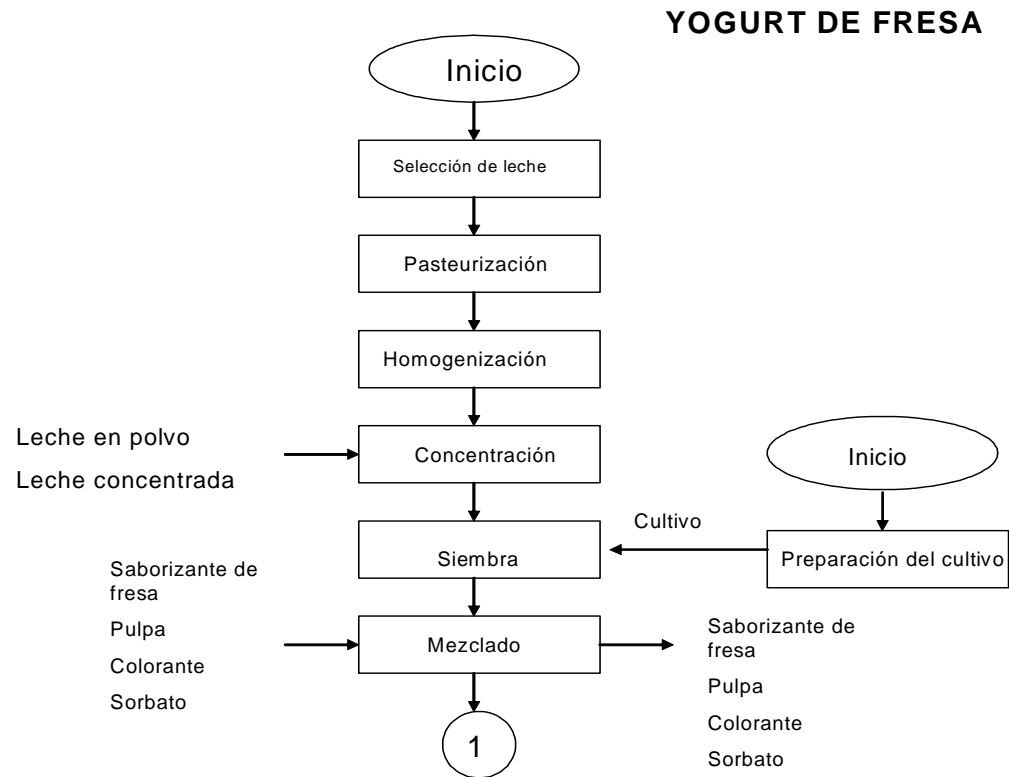 YOGURT DE FRESA
Inicio
Selección de leche
Pasteurización
Homogenización
Leche en polvo
Leche concentrada
Concentración
Inicio
Cultivo
Siembra
Preparación del cultivo
Saborizante de
fresa
Pulpa
Colorante
Sorbato
Mezclado
Saborizante de
fresa
Pulpa
Colorante
Sorbato
1